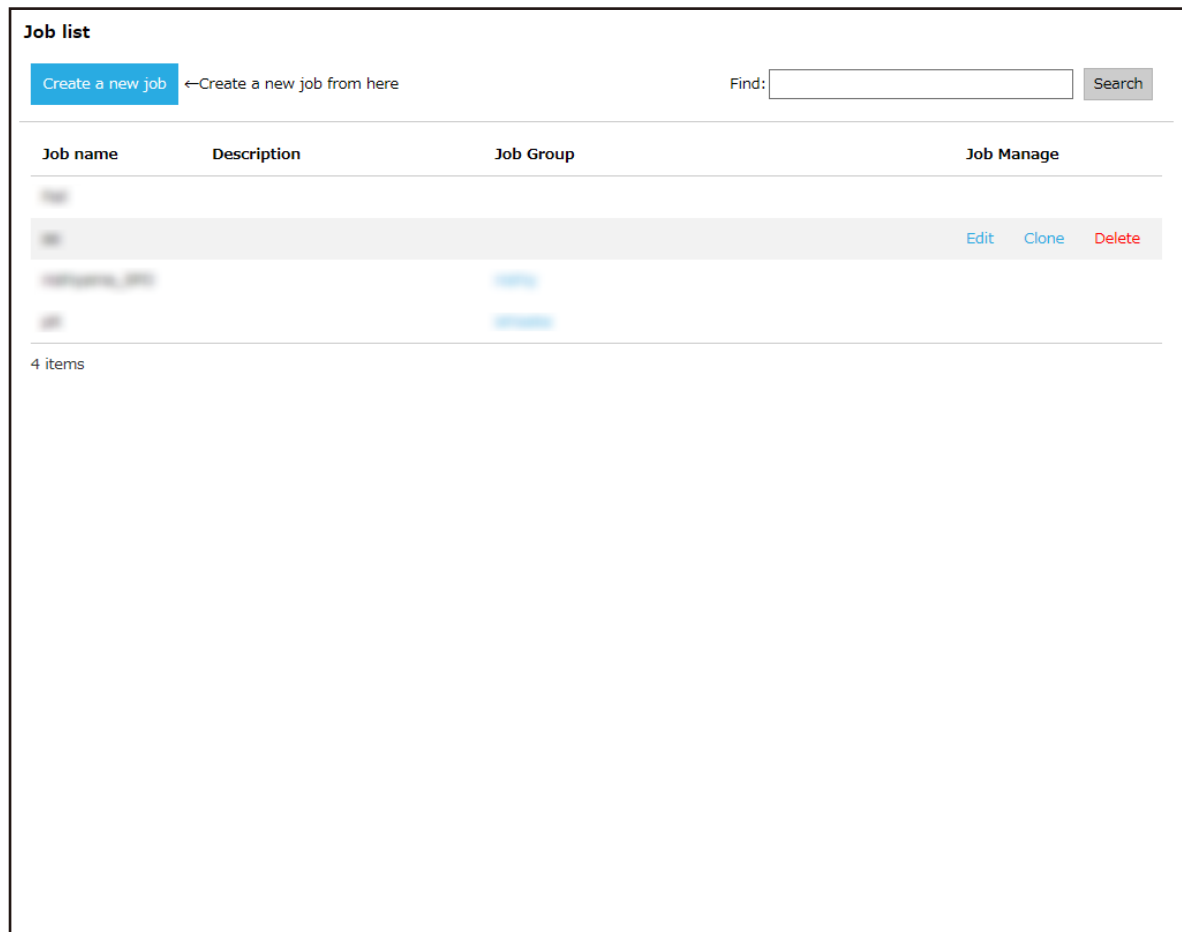 Job list
Create a new job ←Create a new job from here Find: Search
Job name Description Job Group Job Manage
Edit Clone Delete
4 items